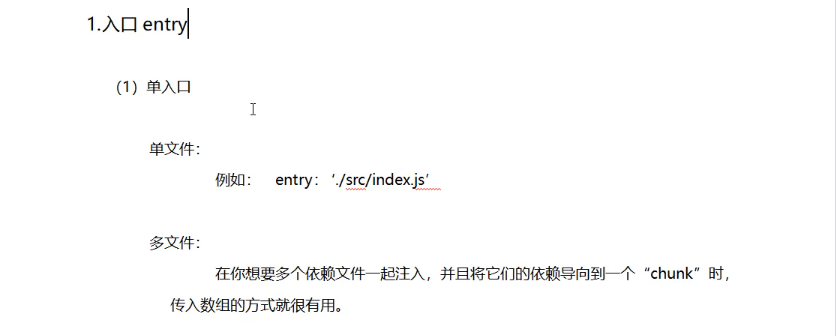 1.入口 entry
（1）单入口
单文件：
例如： entry：‘./src/index.js’
多文件：
在你想要多个依赖文件一起注入，并且将它们的依赖导向到一个“chunk”时，
传入数组的方式就很有用。